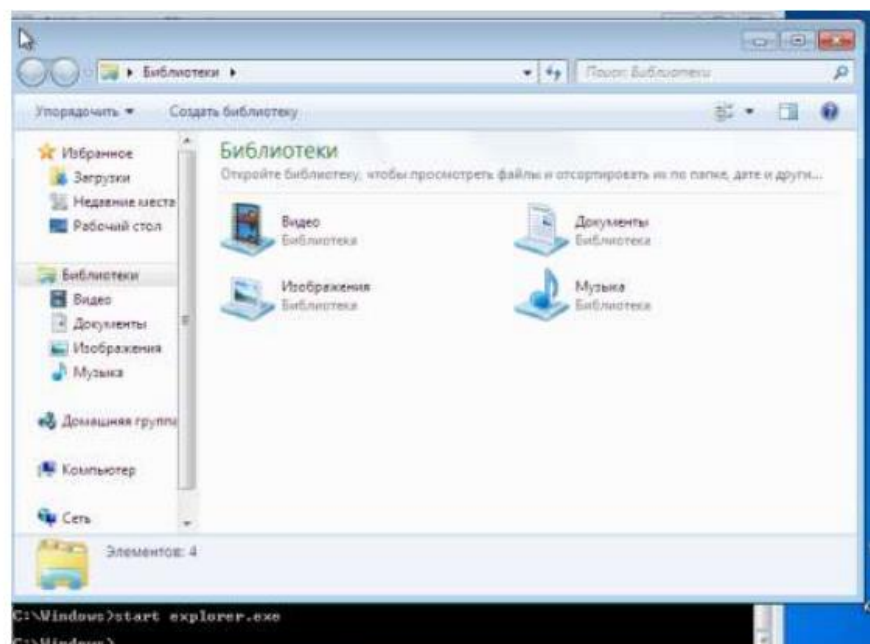 Библиотеки
Поиск: Библиотеки
Упорядочить
Создать библиотеку
Избранное
Загрузки
Недавние места
Рабочий стол
Библиотеки
Видео
Документы
Изображения
Музыка
Домашняя группа
Компьютер
Сеть
Библиотеки
Откройте библиотеку, чтобы просмотреть файлы и отсортировать их по папке, дате и други...
Видео
Библиотека
Документы
Библиотека
Изображения
Библиотека
Музыка
Библиотека
Элементов: 4
C:\Windows>start explorer.exe
C:\Windows>